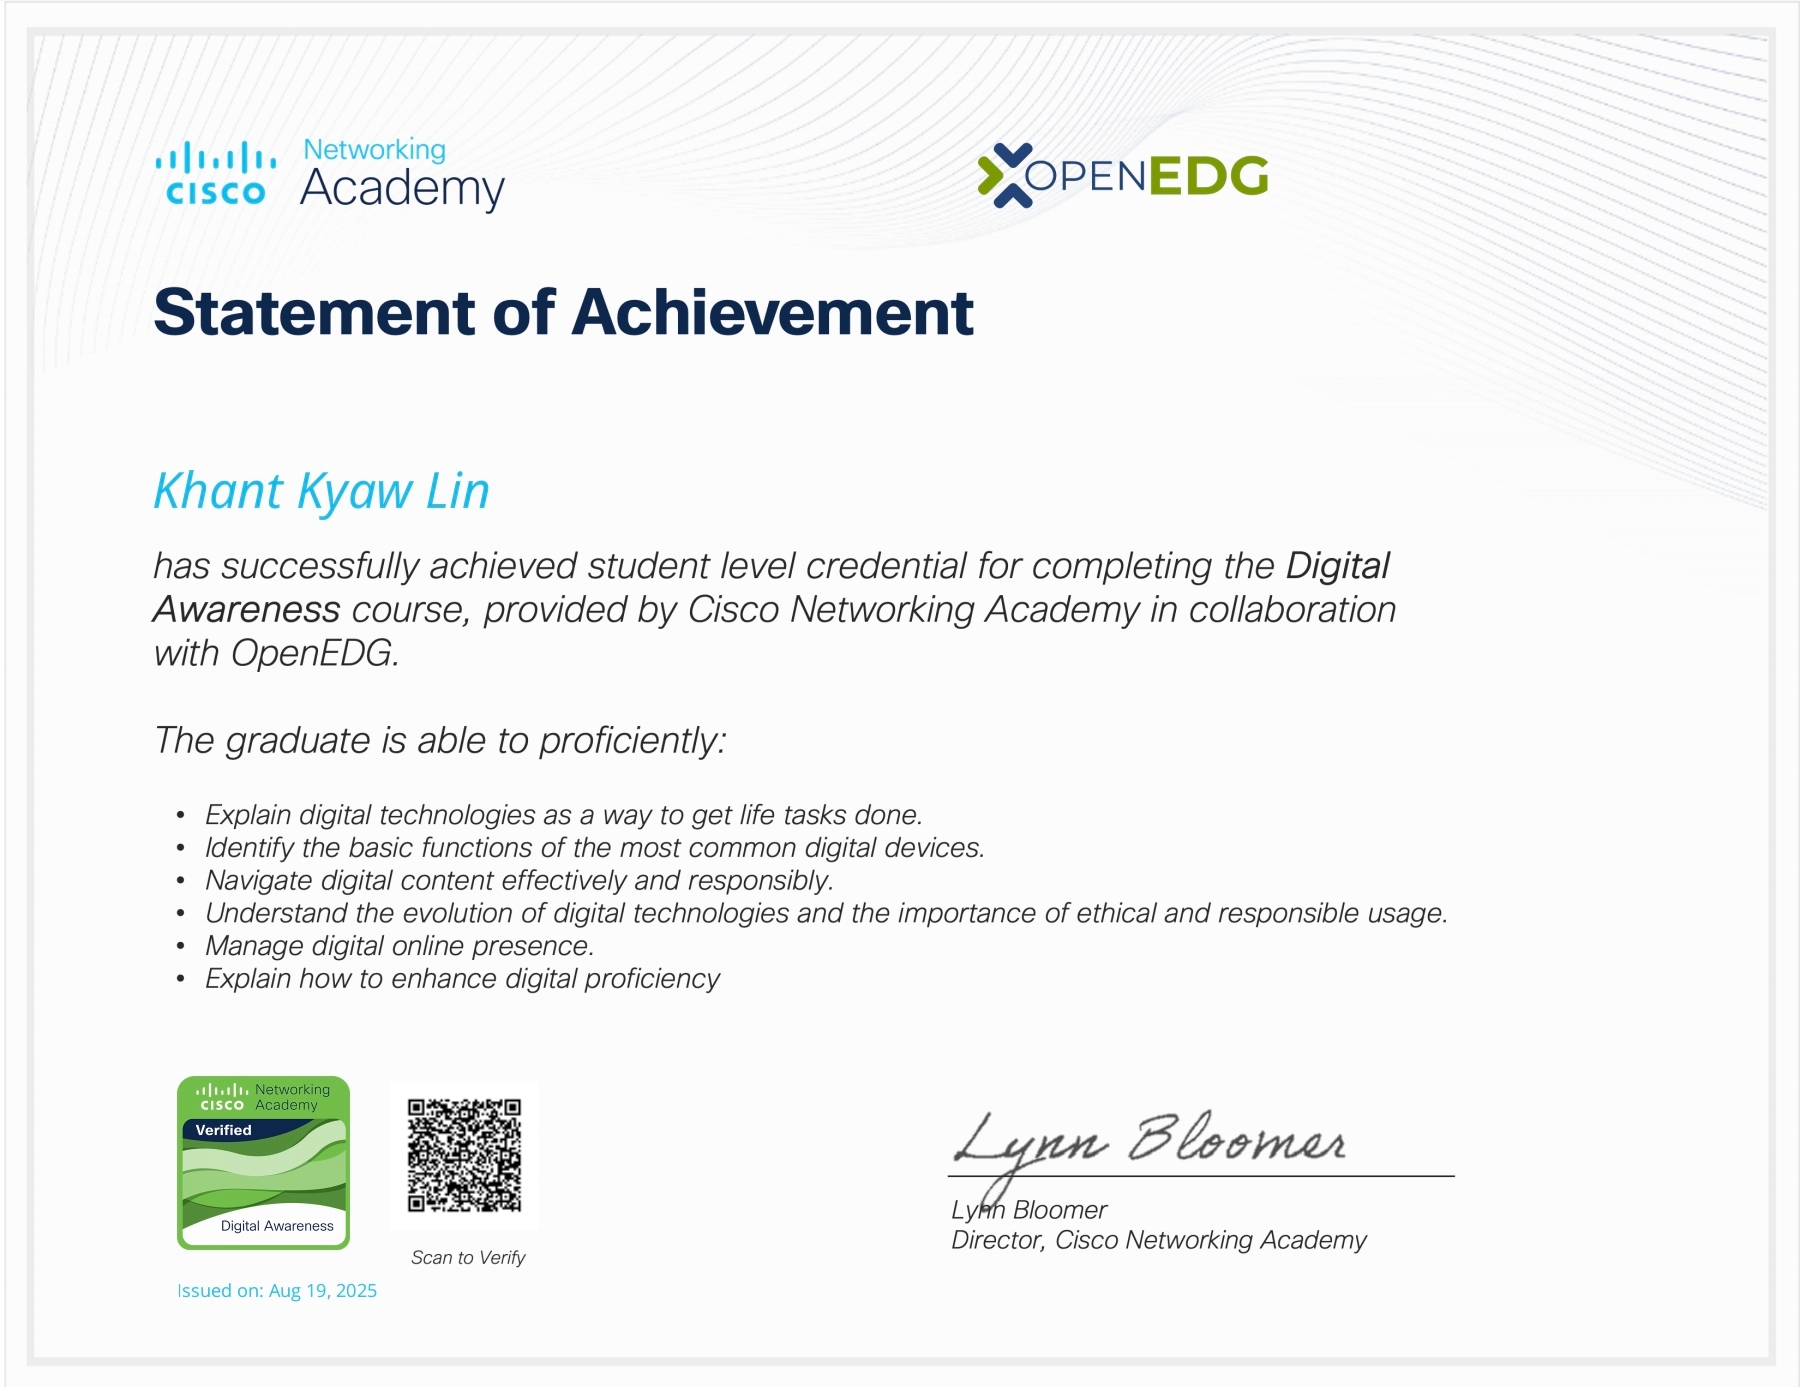 Networking
CISCO Academy
OPENEDG
Statement of Achievement
Khant Kyaw Lin
has successfully achieved student level credential for completing the Digital
Awareness course, provided by Cisco Networking Academy in collaboration
with OpenEDG.
The graduate is able to proficiently:
• Explain digital technologies as a way to get life tasks done.
• Identify the basic functions of the most common digital devices.
• Navigate digital content effectively and responsibly.
• Understand the evolution of digital technologies and the importance of ethical and responsible usage.
• Manage digital online presence.
• Explain how to enhance digital proficiency
Networking
CISCO Academy
Verified
Digital Awareness
Scan to Verify
Issued on: Aug 19, 2025
Lynn Bloomer
Lynn Bloomer
Director, Cisco Networking Academy